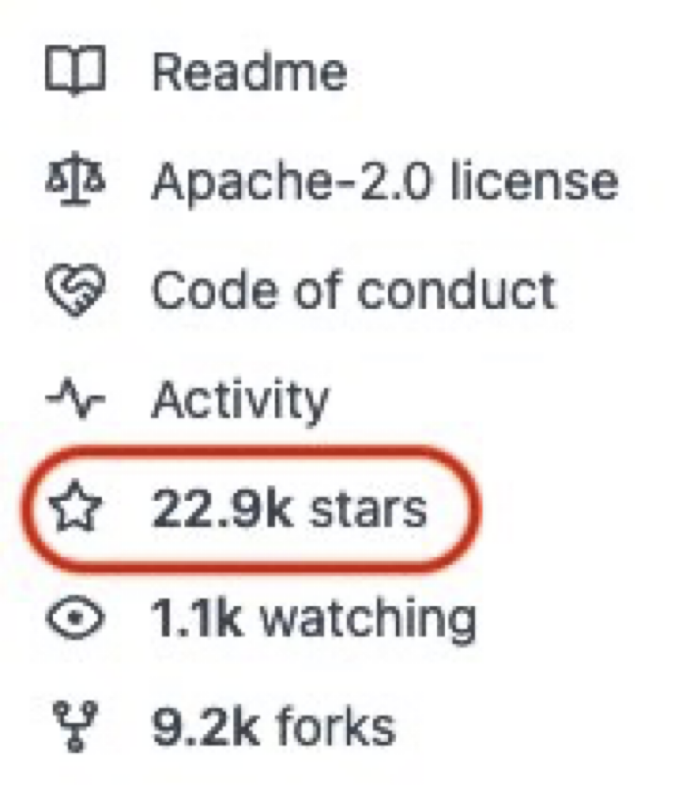 Readme
Apache-2.0 license
Code of conduct
Activity
22.9k stars
1.1k watching
9.2k forks